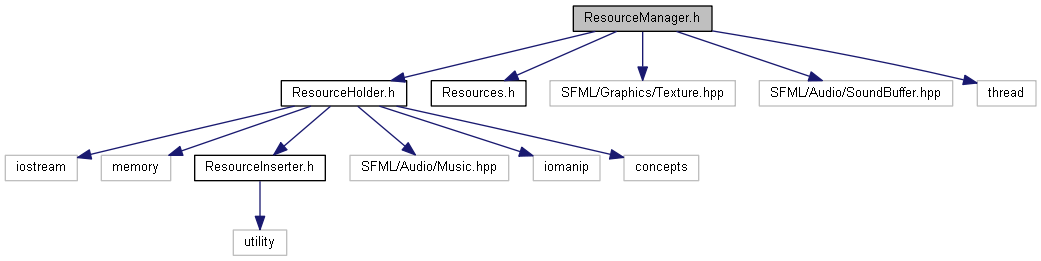 ResourceManager.h
ResourceHolder.h
Resources.h
SFML/Graphics/Texture.hpp
SFML/Audio/SoundBuffer.hpp
thread
iostream
memory
ResourceInserter.h
SFML/Audio/Music.hpp
iomanip
concepts
utility